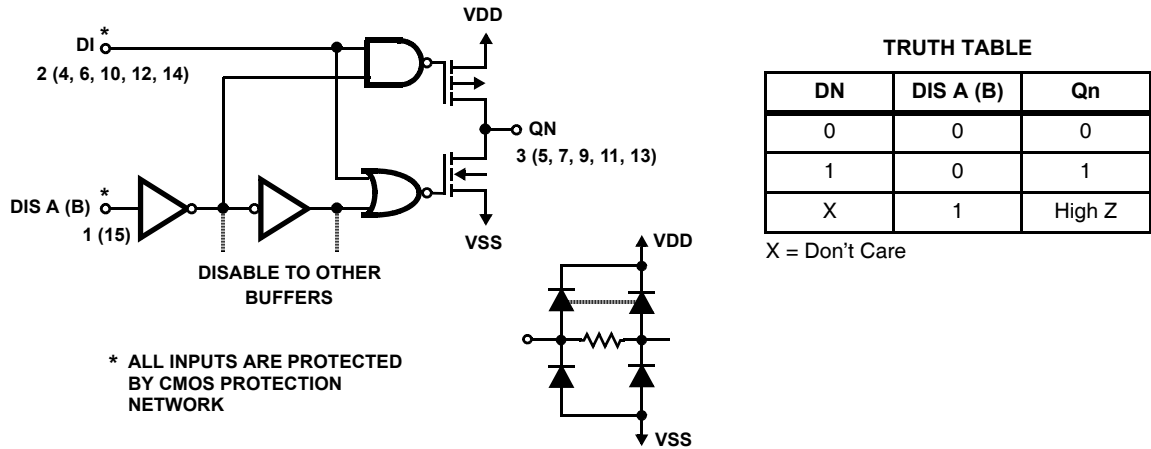 VDD
*
DI
2 (4, 6, 10, 12, 14)
QN
3 (5, 7, 9, 11, 13)
*
DIS A (B)
1 (15)
VSS
DISABLE TO OTHER
BUFFERS
VDD
* ALL INPUTS ARE PROTECTED
BY CMOS PROTECTION
NETWORK
VSS
TRUTH TABLE
DN DIS A (B) Qn
0 0 0
1 0 1
X 1 High Z
X = Don't Care